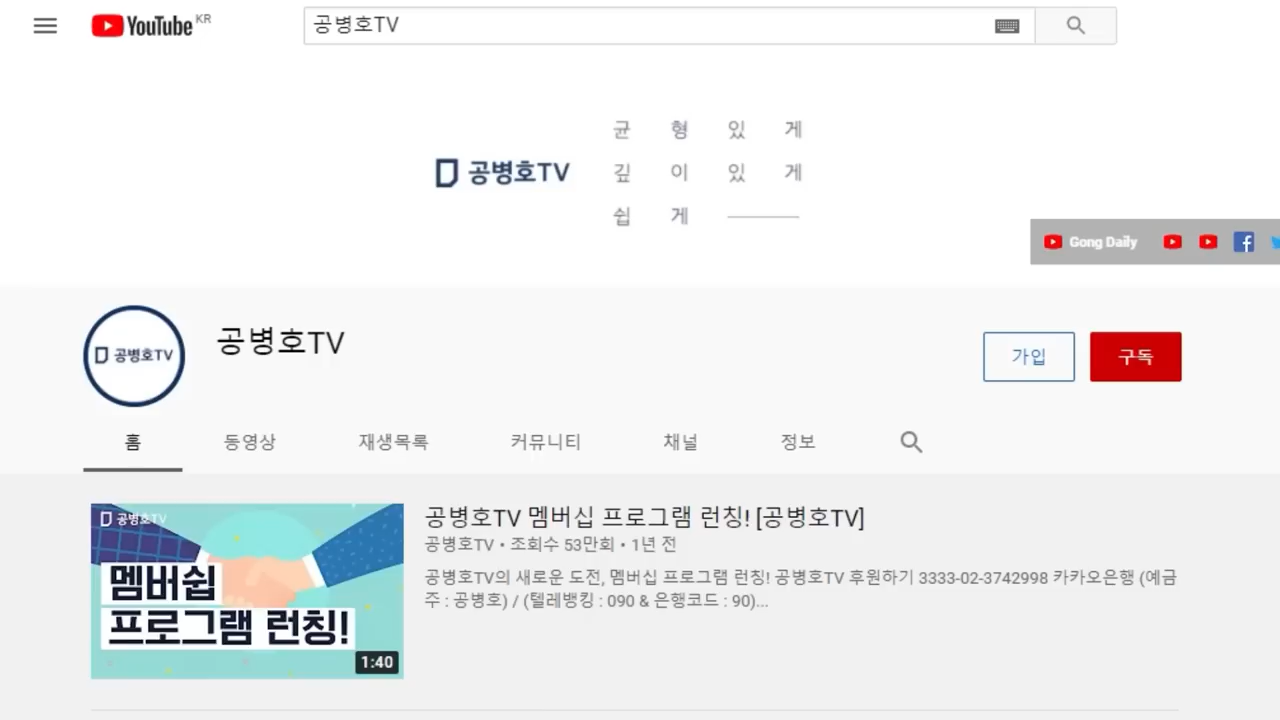 YouTube KR
공병호TV
균 형 있 게
공병호TV
깊 이 있 게
쉽 게
Gong Daily
공병호TV
공병호TV
가입
구독
홈
동영상
재생목록
커뮤니티
채널
정보
공병호TV
멤버쉽
프로그램 런칭!
1:40
공병호TV 멤버십 프로그램 런칭! [공병호TV]
공병호TV • 조회수 53만회 • 1년 전
공병호TV의 새로운 도전, 멤버십 프로그램 런칭! 공병호TV 후원하기 3333-02-3742998 카카오은행 (예금
주 : 공병호) / (텔레뱅킹 : 090 & 은행코드 : 90)...